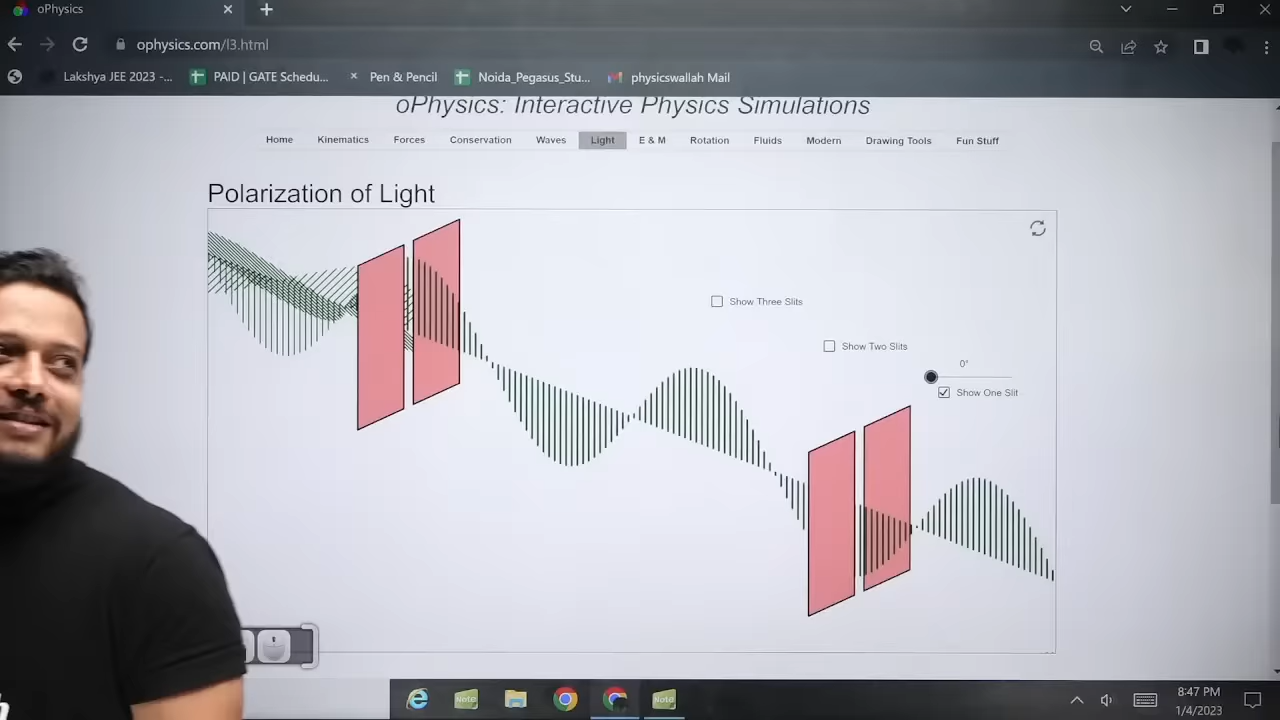 oPhysics
ophysics.com/l3.html
Lakshya JEE 2023 -...
PAID | GATE Schedu...
Pen & Pencil
Noida_Pegasus_Stu...
physicswallah Mail
oPhysics: Interactive Physics Simulations
Home Kinematics Forces Conservation Waves Light E & M Rotation Fluids Modern Drawing Tools Fun Stuff
Polarization of Light
Show Three Slits
Show Two Slits
0°
Show One Slit
Note
Note
8:47 PM
1/4/2023